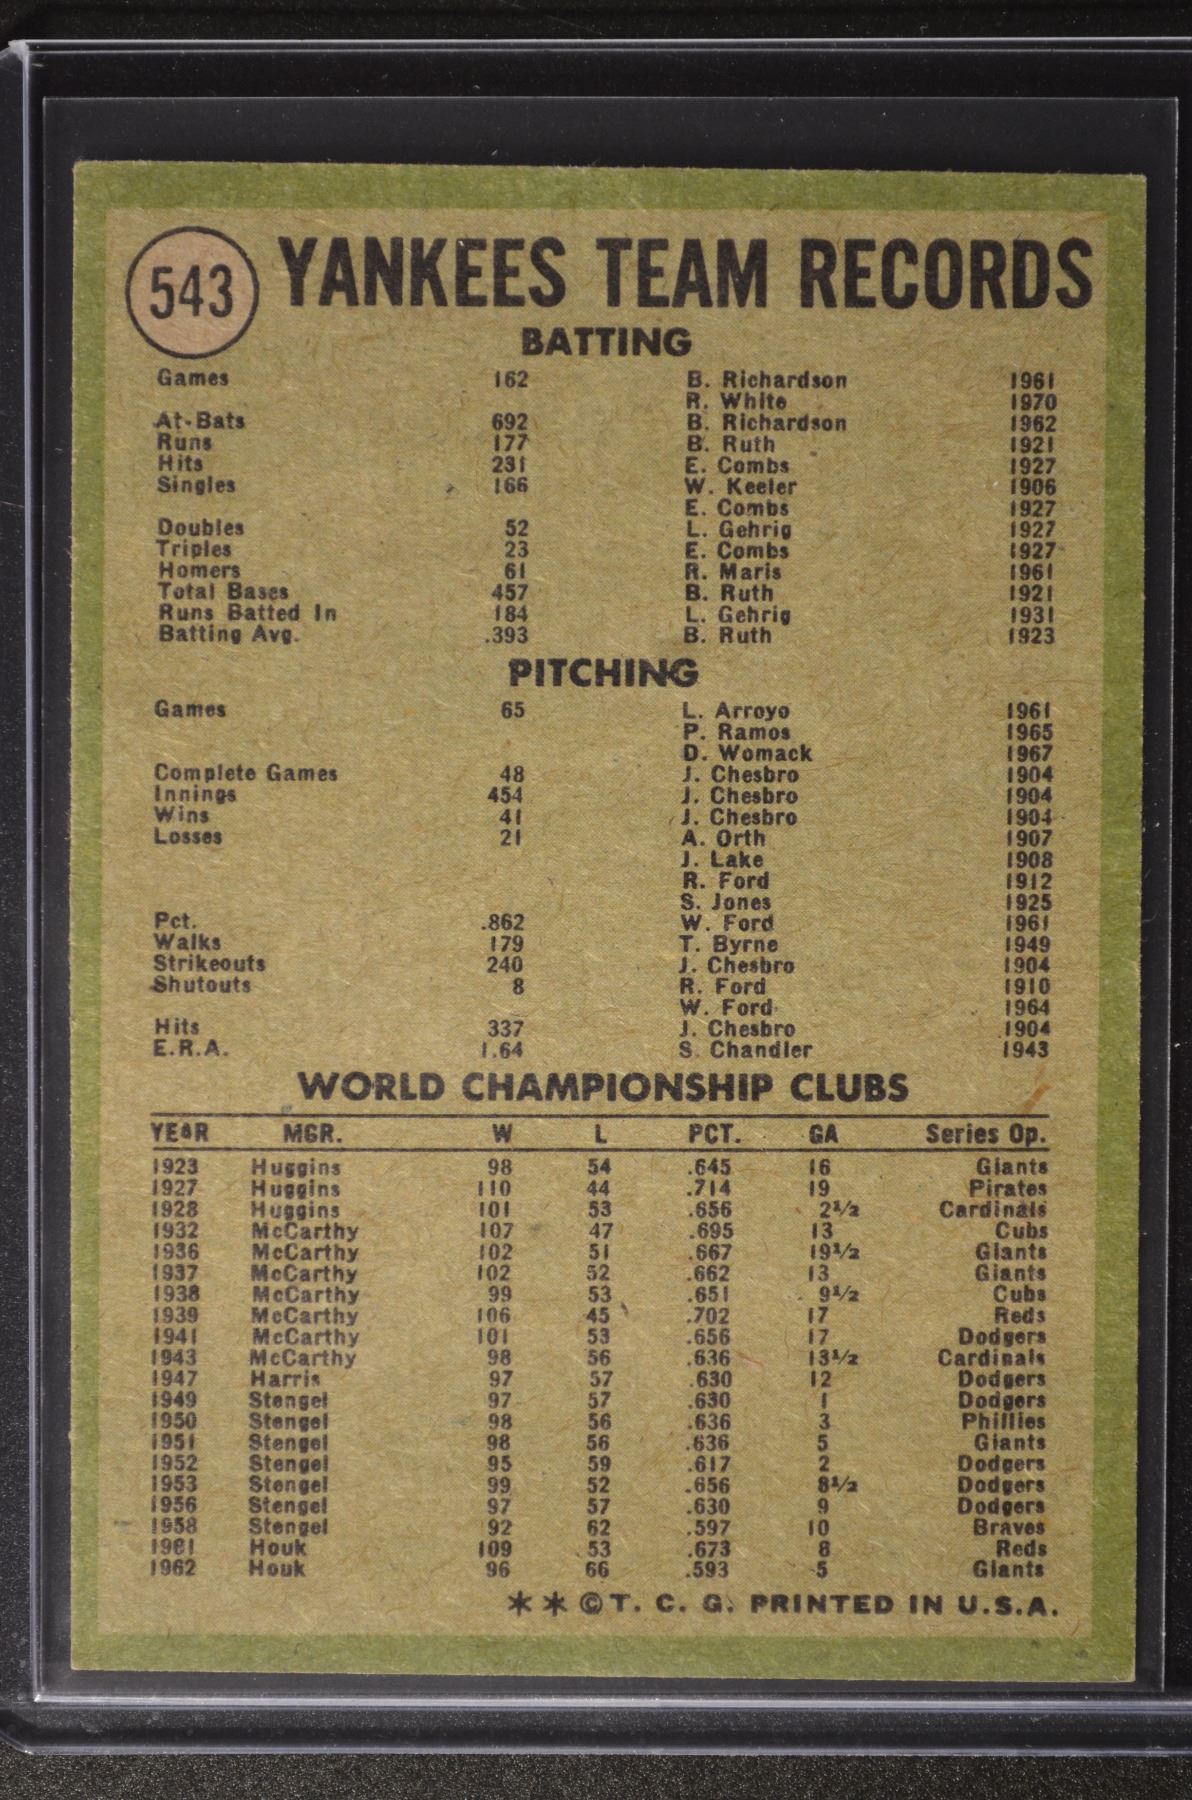 543 YANKEES TEAM RECORDS
BATTING
Games 162 B. Richardson 1961
R. White 1970
At-Bats 692 B. Richardson 1962
Runs 177 B. Ruth 1921
Hits 231 E. Combs 1927
Singles 166 W. Keeler 1906
E. Combs 1927
Doubles 52 L. Gehrig 1927
Triples 23 E. Combs 1927
Homers 61 R. Maris 1961
Total Bases 457 B. Ruth 1921
Runs Batted In 184 L. Gehrig 1931
Batting Avg. .393 B. Ruth 1923
PITCHING
Games 65 L. Arroyo 1961
P. Ramos 1965
D. Womack 1967
Complete Games 48 J. Chesbro 1904
Innings 454 J. Chesbro 1904
Wins 41 J. Chesbro 1904
Losses 21 A. Orth 1907
J. Lake 1908
R. Ford 1912
S. Jones 1925
Pct. .862 W. Ford 1961
Walks 179 T. Byrne 1949
Strikeouts 240 J. Chesbro 1904
Shutouts 8 R. Ford 1910
W. Ford 1964
Hits 337 J. Chesbro 1904
E.R.A. 1.64 S. Chandler 1943
WORLD CHAMPIONSHIP CLUBS
YEAR MGR. W L PCT. GA Series Op.
1923 Huggins 98 54 .645 16 Giants
1927 Huggins 110 44 .714 19 Pirates
1928 Huggins 101 53 .656 2½ Cardinals
1932 McCarthy 107 47 .695 13 Cubs
1936 McCarthy 102 51 .667 19½ Giants
1937 McCarthy 102 52 .662 13 Giants
1938 McCarthy 99 53 .651 9½ Cubs
1939 McCarthy 106 45 .702 17 Reds
1941 McCarthy 101 53 .656 17 Dodgers
1943 McCarthy 98 56 .636 13½ Cardinals
1947 Harris 97 57 .630 12 Dodgers
1949 Stengel 97 57 .630 1 Dodgers
1950 Stengel 98 56 .636 3 Phillies
1951 Stengel 98 56 .636 5 Giants
1952 Stengel 95 59 .617 2 Dodgers
1953 Stengel 99 52 .656 8½ Dodgers
1956 Stengel 97 57 .630 9 Dodgers
1958 Stengel 92 62 .597 10 Braves
1961 Houk 109 53 .673 8 Reds
1962 Houk 96 66 .593 5 Giants
**©T. C. G. PRINTED IN U.S.A.